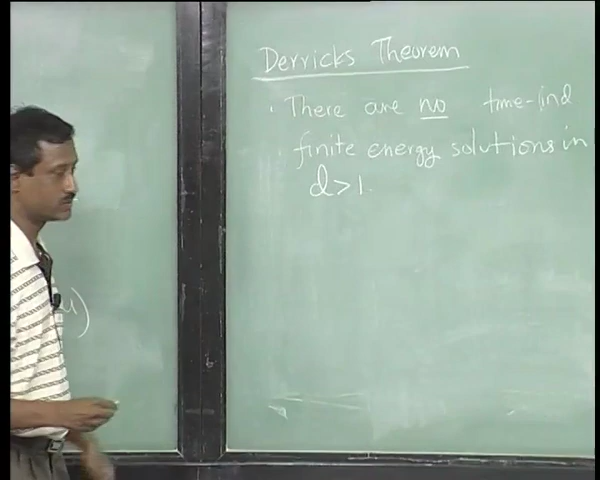 Derricks Theorem
· There are no time-ind
finite energy solutions in
d>1.
u)